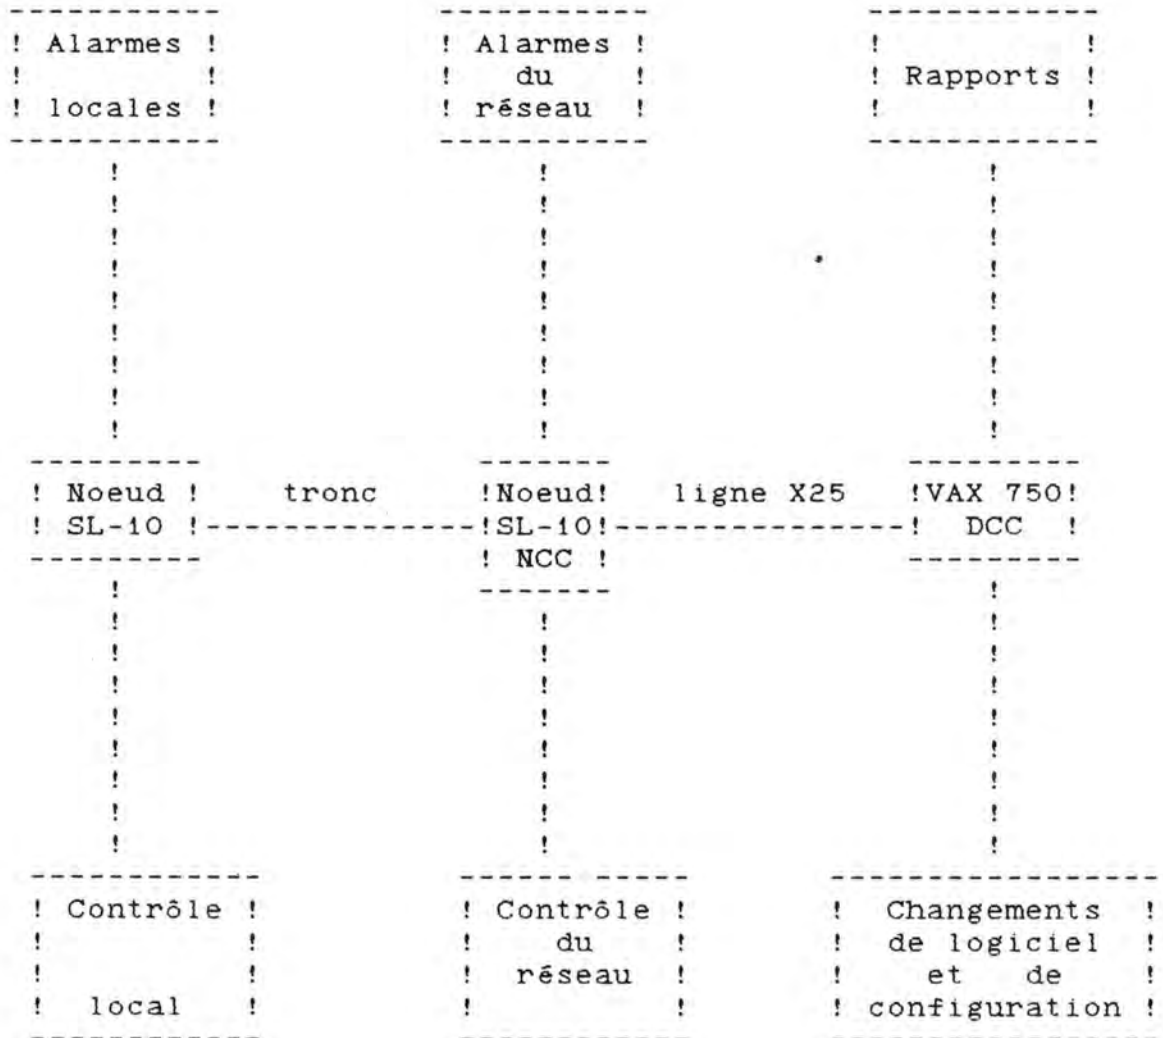 Alarmes Alarmes
du Rapports
locales réseau
Noeud tronc Noeud ligne X25 VAX 750
SL-10 SL-10 DCC
NCC
Contrôle Contrôle Changements
du de logiciel
réseau et de
local configuration